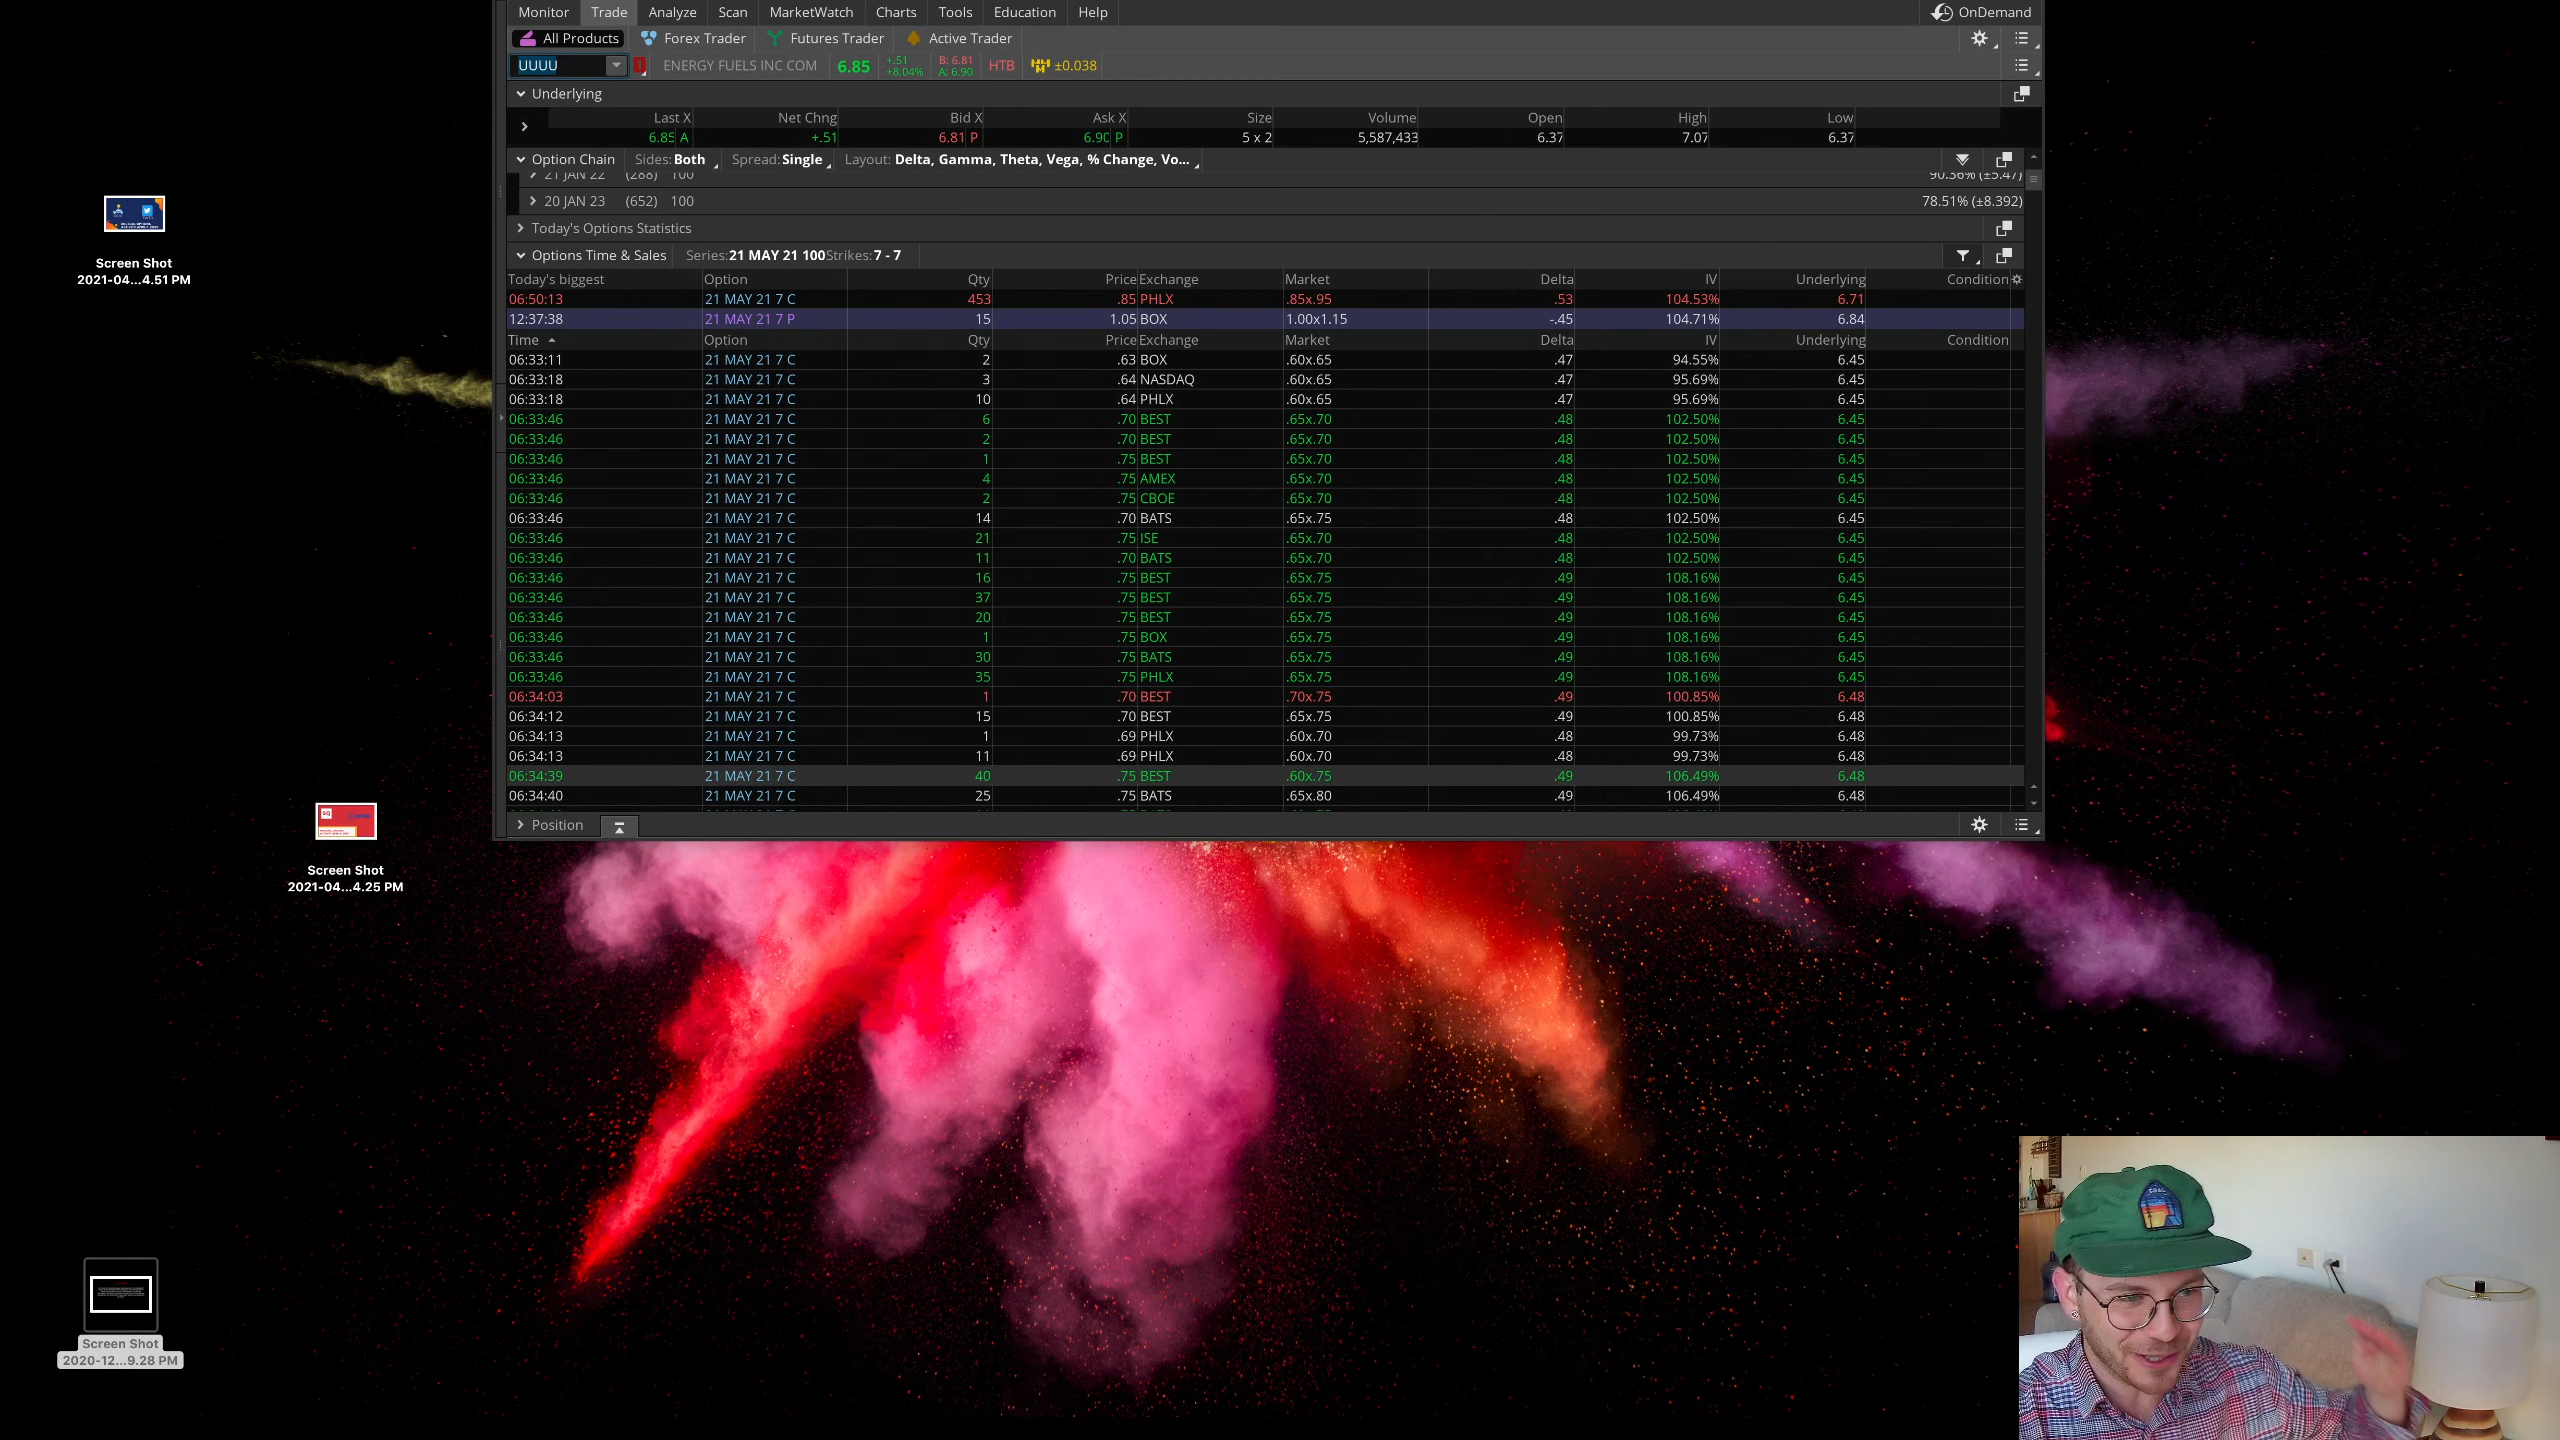 Monitor Trade Analyze Scan MarketWatch Charts Tools Education Help OnDemand
All Products Forex Trader Futures Trader Active Trader
UUUU 1 ENERGY FUELS INC COM 6.85 +.51 +8.04% B: 6.81 A: 6.90 HTB ±0.038
Underlying
Last X Net Chng Bid X Ask X Size Volume Open High Low
6.85 A +.51 6.81 P 6.90 P 5 x 2 5,587,433 6.37 7.07 6.37
Option Chain Sides: Both Spread: Single Layout: Delta, Gamma, Theta, Vega, % Change, Vo...
21 JAN 22 (288) 100 90.36% (±5.47)
20 JAN 23 (652) 100 78.51% (±8.392)
Today's Options Statistics
Options Time & Sales Series: 21 MAY 21 100 Strikes: 7 - 7
Today's biggest Option Qty Price Exchange Market Delta IV Underlying Condition
06:50:13 21 MAY 21 7 C 453 .85 PHLX .85x.95 .53 104.53% 6.71
12:37:38 21 MAY 21 7 P 15 1.05 BOX 1.00x1.15 -.45 104.71% 6.84
Time Option Qty Price Exchange Market Delta IV Underlying Condition
06:33:11 21 MAY 21 7 C 2 .63 BOX .60x.65 .47 94.55% 6.45
06:33:18 21 MAY 21 7 C 3 .64 NASDAQ .60x.65 .47 95.69% 6.45
06:33:18 21 MAY 21 7 C 10 .64 PHLX .60x.65 .47 95.69% 6.45
06:33:46 21 MAY 21 7 C 6 .70 BEST .65x.70 .48 102.50% 6.45
06:33:46 21 MAY 21 7 C 2 .70 BEST .65x.70 .48 102.50% 6.45
06:33:46 21 MAY 21 7 C 1 .75 BEST .65x.70 .48 102.50% 6.45
06:33:46 21 MAY 21 7 C 4 .75 AMEX .65x.70 .48 102.50% 6.45
06:33:46 21 MAY 21 7 C 2 .75 CBOE .65x.70 .48 102.50% 6.45
06:33:46 21 MAY 21 7 C 14 .70 BATS .65x.75 .48 102.50% 6.45
06:33:46 21 MAY 21 7 C 21 .75 ISE .65x.70 .48 102.50% 6.45
06:33:46 21 MAY 21 7 C 11 .70 BATS .65x.70 .48 102.50% 6.45
06:33:46 21 MAY 21 7 C 16 .75 BEST .65x.75 .49 108.16% 6.45
06:33:46 21 MAY 21 7 C 37 .75 BEST .65x.75 .49 108.16% 6.45
06:33:46 21 MAY 21 7 C 20 .75 BEST .65x.75 .49 108.16% 6.45
06:33:46 21 MAY 21 7 C 1 .75 BOX .65x.75 .49 108.16% 6.45
06:33:46 21 MAY 21 7 C 30 .75 BATS .65x.75 .49 108.16% 6.45
06:33:46 21 MAY 21 7 C 35 .75 PHLX .65x.75 .49 108.16% 6.45
06:34:03 21 MAY 21 7 C 1 .70 BEST .70x.75 .49 100.85% 6.48
06:34:12 21 MAY 21 7 C 15 .70 BEST .65x.75 .49 100.85% 6.48
06:34:13 21 MAY 21 7 C 1 .69 PHLX .60x.70 .48 99.73% 6.48
06:34:13 21 MAY 21 7 C 11 .69 PHLX .60x.70 .48 99.73% 6.48
06:34:39 21 MAY 21 7 C 40 .75 BEST .60x.75 .49 106.49% 6.48
06:34:40 21 MAY 21 7 C 25 .75 BATS .65x.80 .49 106.49% 6.48
Position
Screen Shot
2021-04...4.51 PM
Screen Shot
2021-04...4.25 PM
Screen Shot
2020-12...9.28 PM